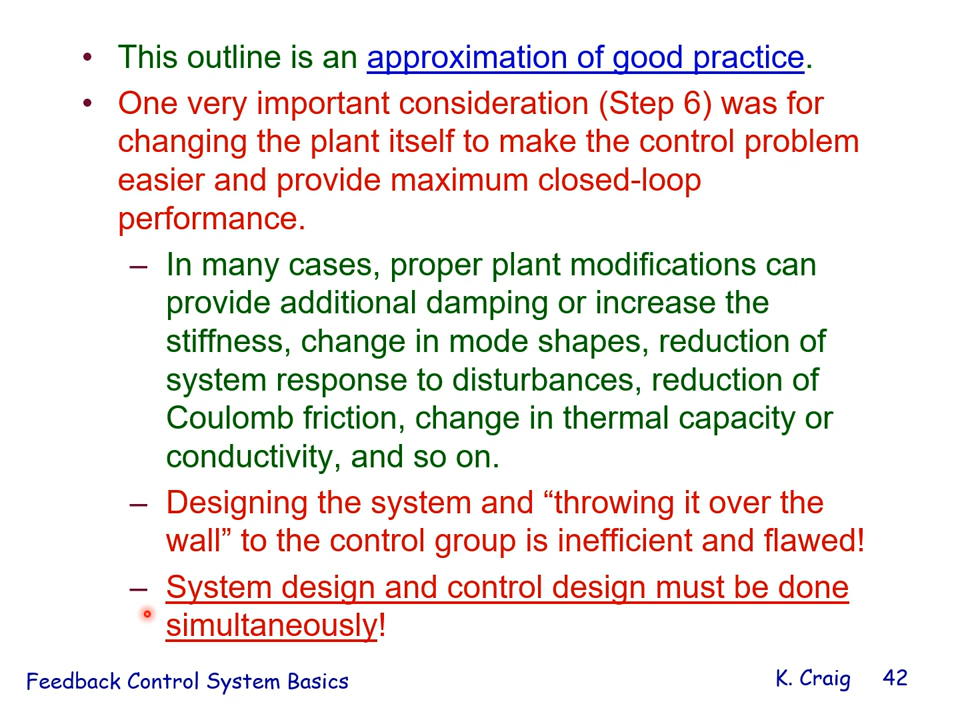 • This outline is an approximation of good practice.
• One very important consideration (Step 6) was for
changing the plant itself to make the control problem
easier and provide maximum closed-loop
performance.
– In many cases, proper plant modifications can
provide additional damping or increase the
stiffness, change in mode shapes, reduction of
system response to disturbances, reduction of
Coulomb friction, change in thermal capacity or
conductivity, and so on.
– Designing the system and “throwing it over the
wall” to the control group is inefficient and flawed!
– System design and control design must be done
simultaneously!
Feedback Control System Basics
K. Craig 42